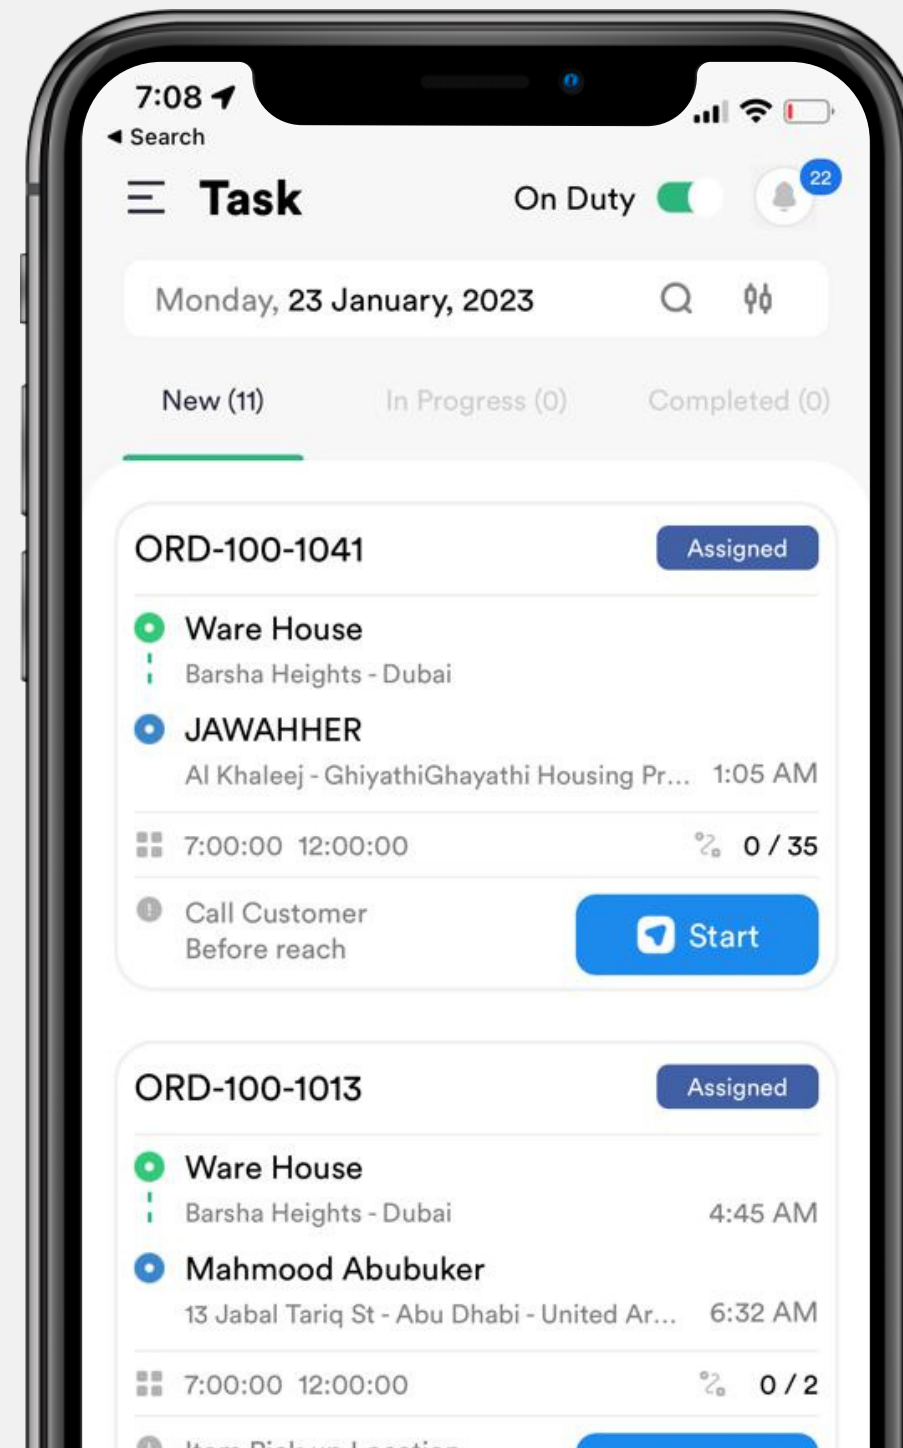 7:08
Search
Task
On Duty
22
Monday, 23 January, 2023
New (11)
In Progress (0)
Completed (0)
ORD-100-1041
Assigned
Ware House
Barsha Heights - Dubai
JAWAHHER
Al Khaleej - GhiyathiGhayathi Housing Pr... 1:05 AM
7:00:00 12:00:00 0 / 35
Call Customer
Before reach
Start
ORD-100-1013
Assigned
Ware House
Barsha Heights - Dubai 4:45 AM
Mahmood Abubuker
13 Jabal Tariq St - Abu Dhabi - United Ar... 6:32 AM
7:00:00 12:00:00 0 / 2
Item Pick up Location